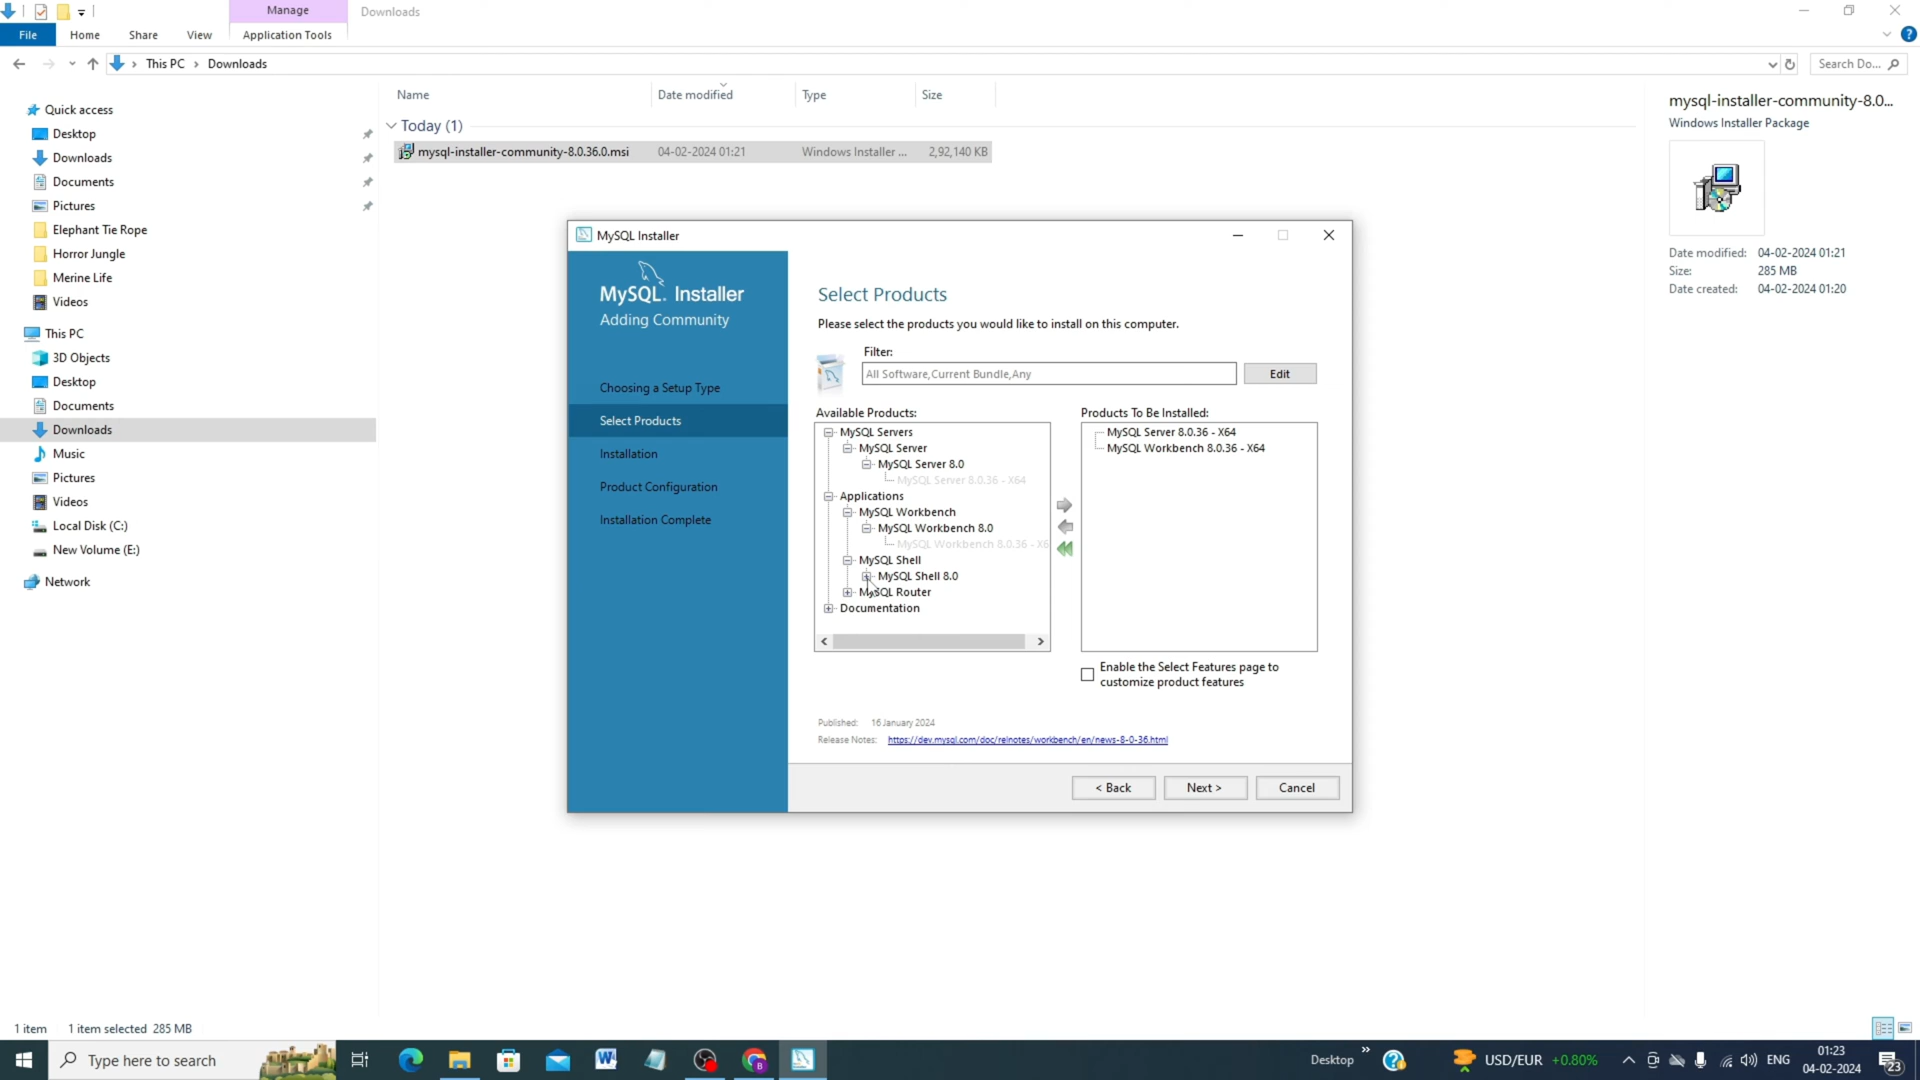 Manage
Downloads
File
Home
Share
View
Application Tools
This PC
Downloads
Search Do...
Name
Date modified
Type
Size
Today (1)
mysql-installer-community-8.0.36.0.msi
04-02-2024 01:21
Windows Installer ...
2,92,140 KB
Quick access
Desktop
Downloads
Documents
Pictures
Elephant Tie Rope
Horror Jungle
Merine Life
Videos
This PC
3D Objects
Desktop
Documents
Downloads
Music
Pictures
Videos
Local Disk (C:)
New Volume (E:)
Network
MySQL Installer
MySQL. Installer
Adding Community
Choosing a Setup Type
Select Products
Installation
Product Configuration
Installation Complete
Select Products
Please select the products you would like to install on this computer.
Filter:
All Software,Current Bundle,Any
Edit
Available Products:
MySQL Servers
MySQL Server
MySQL Server 8.0
MySQL Server 8.0.36 - X64
Applications
MySQL Workbench
MySQL Workbench 8.0
MySQL Workbench 8.0.36 - X6
MySQL Shell
MySQL Shell 8.0
MySQL Router
Documentation
Products To Be Installed:
MySQL Server 8.0.36 - X64
MySQL Workbench 8.0.36 - X64
Enable the Select Features page to
customize product features
Published: 16 January 2024
Release Notes: https://dev.mysql.com/doc/relnotes/workbench/en/news-8-0-36.html
< Back
Next >
Cancel
mysql-installer-community-8.0...
Windows Installer Package
Date modified: 04-02-2024 01:21
Size: 285 MB
Date created: 04-02-2024 01:20
1 item
1 item selected 285 MB
Type here to search
Desktop
USD/EUR +0.80%
ENG
01:23
04-02-2024
23